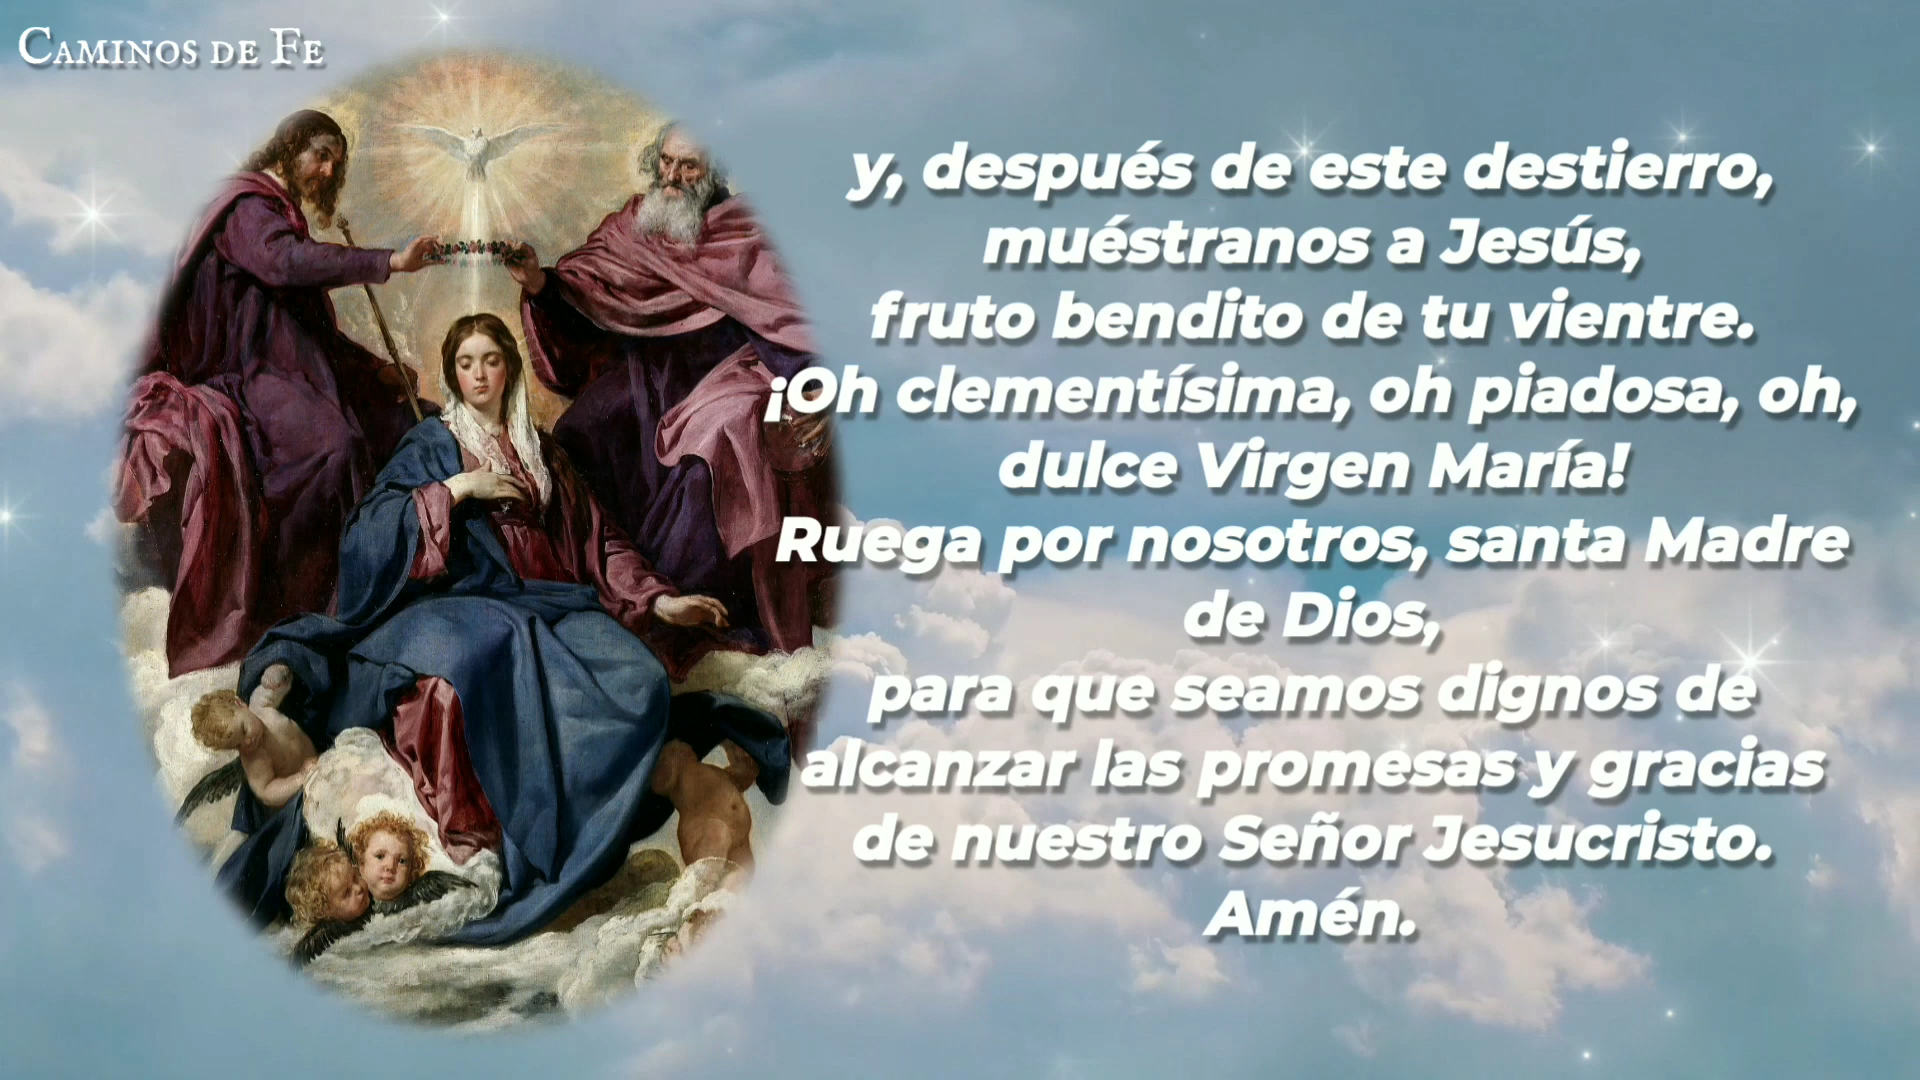 Caminos de Fe
y, después de este destierro,
muéstranos a Jesús,
fruto bendito de tu vientre.
¡Oh clementísima, oh piadosa, oh,
dulce Virgen María!
Ruega por nosotros, santa Madre
de Dios,
para que seamos dignos de
alcanzar las promesas y gracias
de nuestro Señor Jesucristo.
Amén.